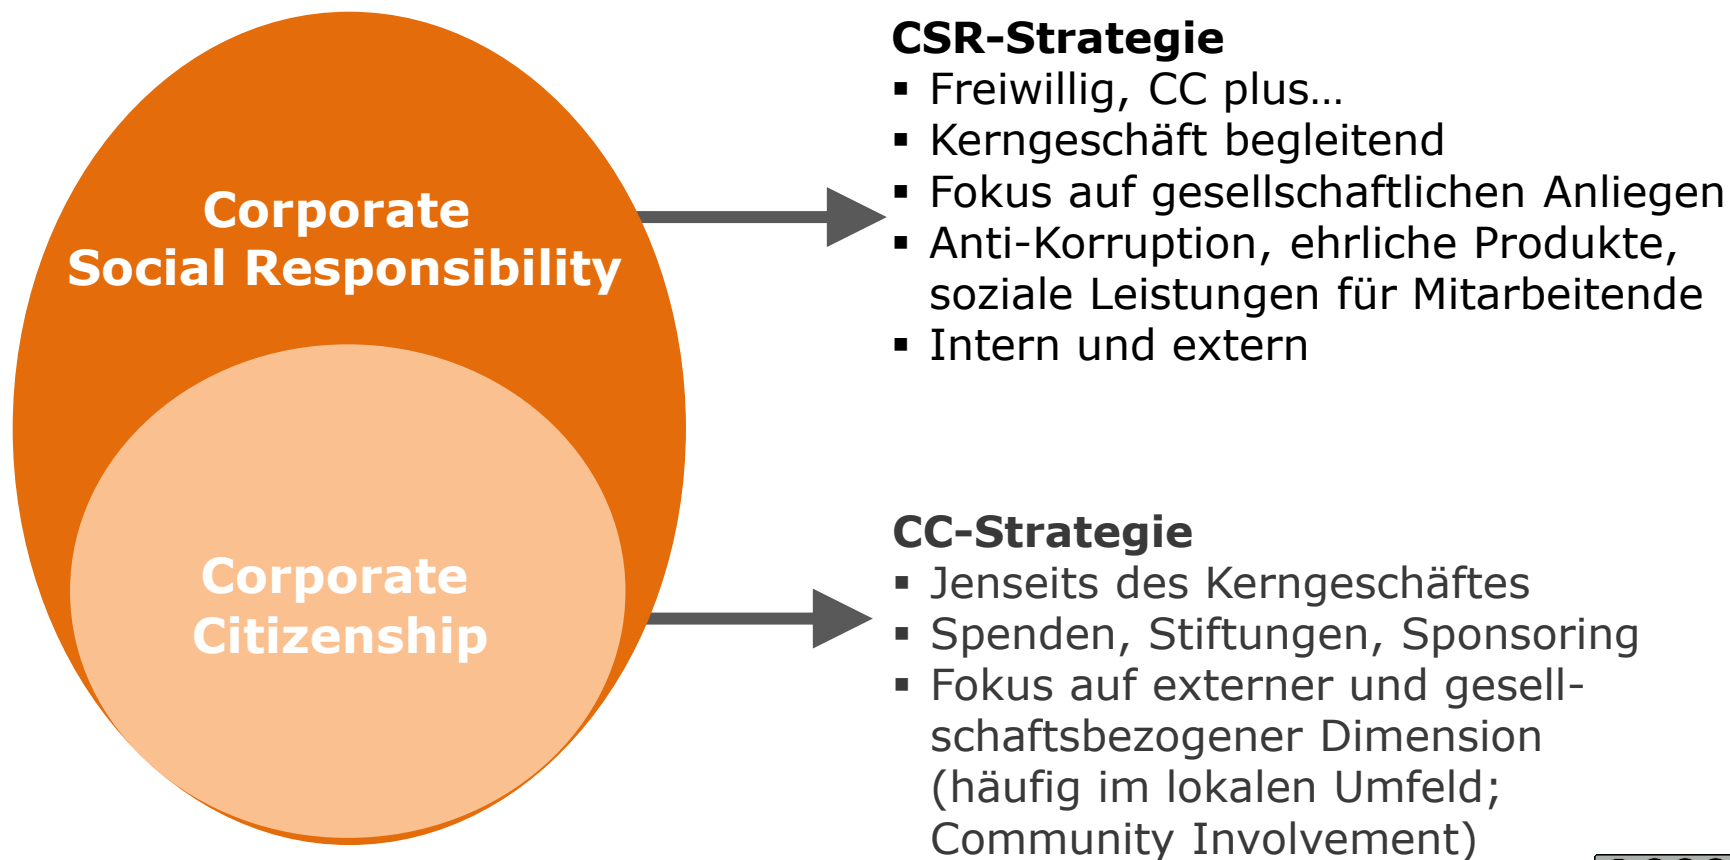 Corporate
Social Responsibility
Corporate
Citizenship
CSR-Strategie
▪ Freiwillig, CC plus…
▪ Kerngeschäft begleitend
▪ Fokus auf gesellschaftlichen Anliegen
▪ Anti-Korruption, ehrliche Produkte,
soziale Leistungen für Mitarbeitende
▪ Intern und extern
CC-Strategie
▪ Jenseits des Kerngeschäftes
▪ Spenden, Stiftungen, Sponsoring
▪ Fokus auf externer und gesell-
schaftsbezogener Dimension
(häufig im lokalen Umfeld;
Community Involvement)